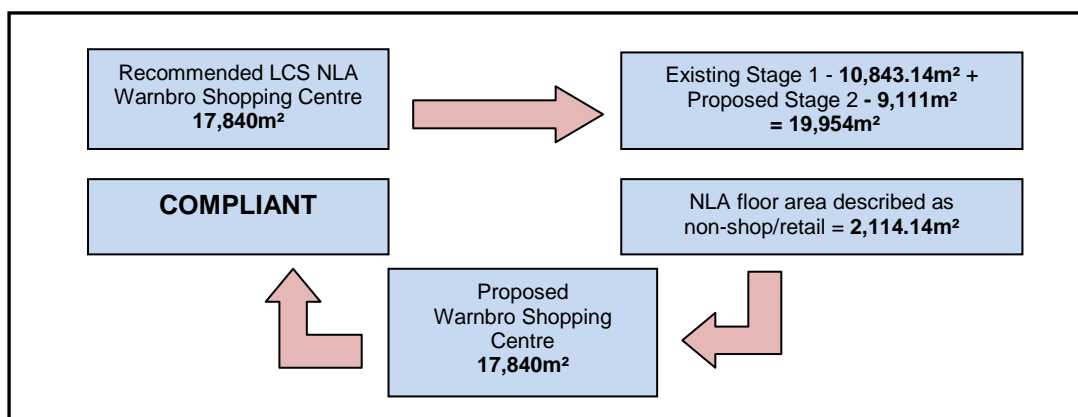 Recommended LCS NLA
Warnbro Shopping Centre
17,840m²
Existing Stage 1 - 10,843.14m² +
Proposed Stage 2 - 9,111m²
= 19,954m²
COMPLIANT
NLA floor area described as
non-shop/retail = 2,114.14m²
Proposed
Warnbro Shopping
Centre
17,840m²